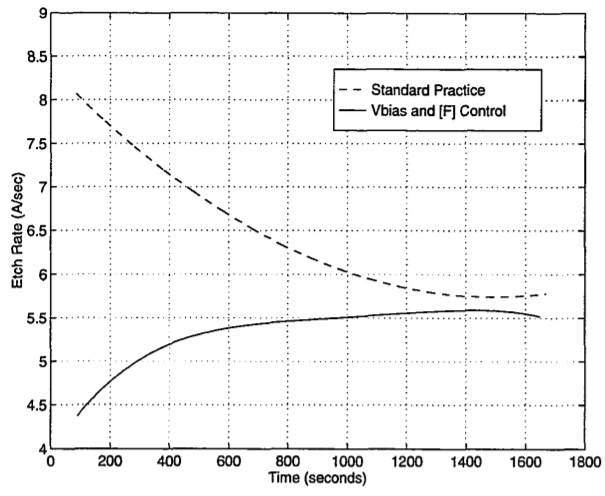 9
8.5
8
7.5
7
6.5
6
5.5
5
4.5
4
Etch Rate (A/sec)
Standard Practice
Vbias and [F] Control
0 200 400 600 800 1000 1200 1400 1600 1800
Time (seconds)